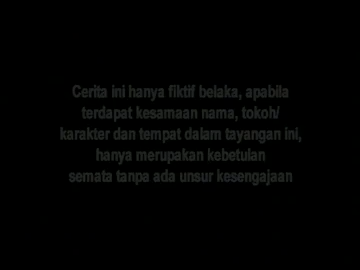 Cerita ini hanya fiktif belaka, apabila
terdapat kesamaan nama, tokoh/
karakter dan tempat dalam tayangan ini,
hanya merupakan kebetulan
semata tanpa ada unsur kesengajaan